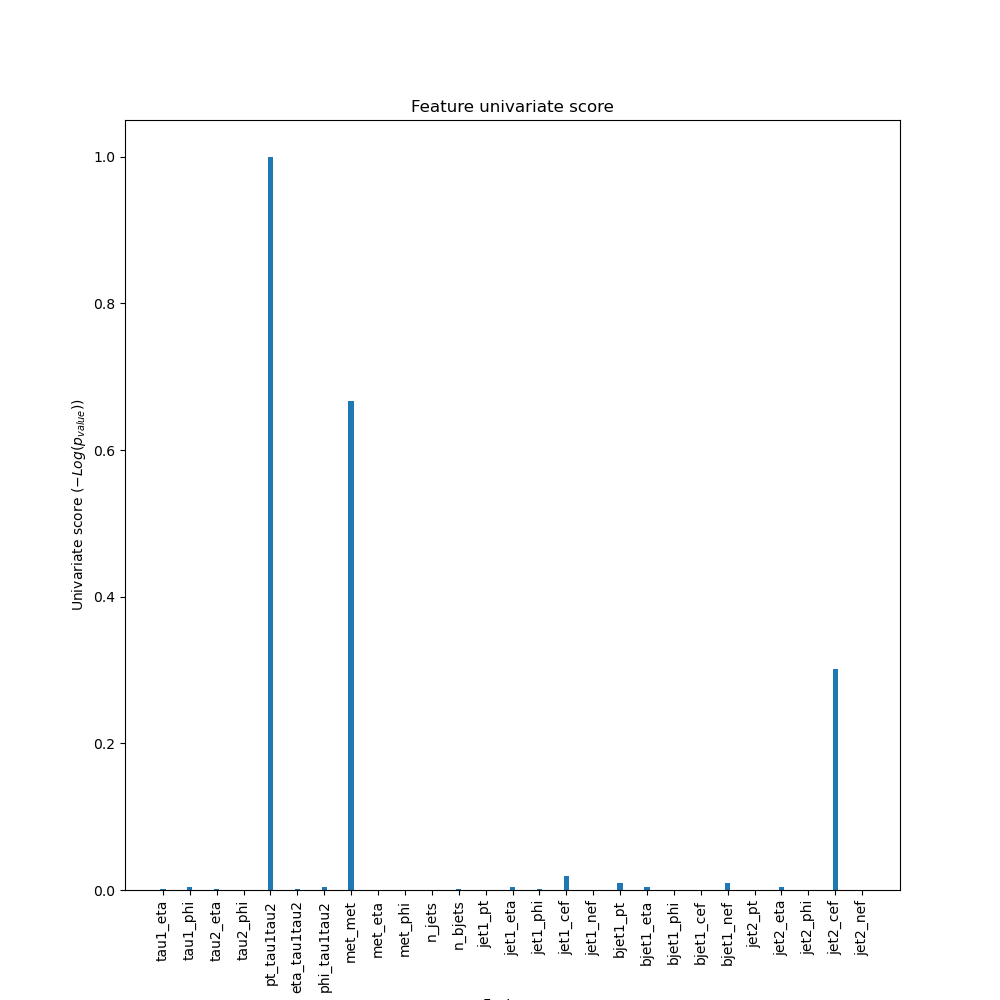 Feature univariate score
Univariate score (−Log(p_value))
1.0
0.8
0.6
0.4
0.2
0.0
tau1_eta
tau1_phi
tau2_eta
tau2_phi
pt_tau1tau2
eta_tau1tau2
phi_tau1tau2
met_met
met_eta
met_phi
n_jets
n_bjets
jet1_pt
jet1_eta
jet1_phi
jet1_cef
jet1_nef
bjet1_pt
bjet1_eta
bjet1_phi
bjet1_cef
bjet1_nef
jet2_pt
jet2_eta
jet2_phi
jet2_cef
jet2_nef